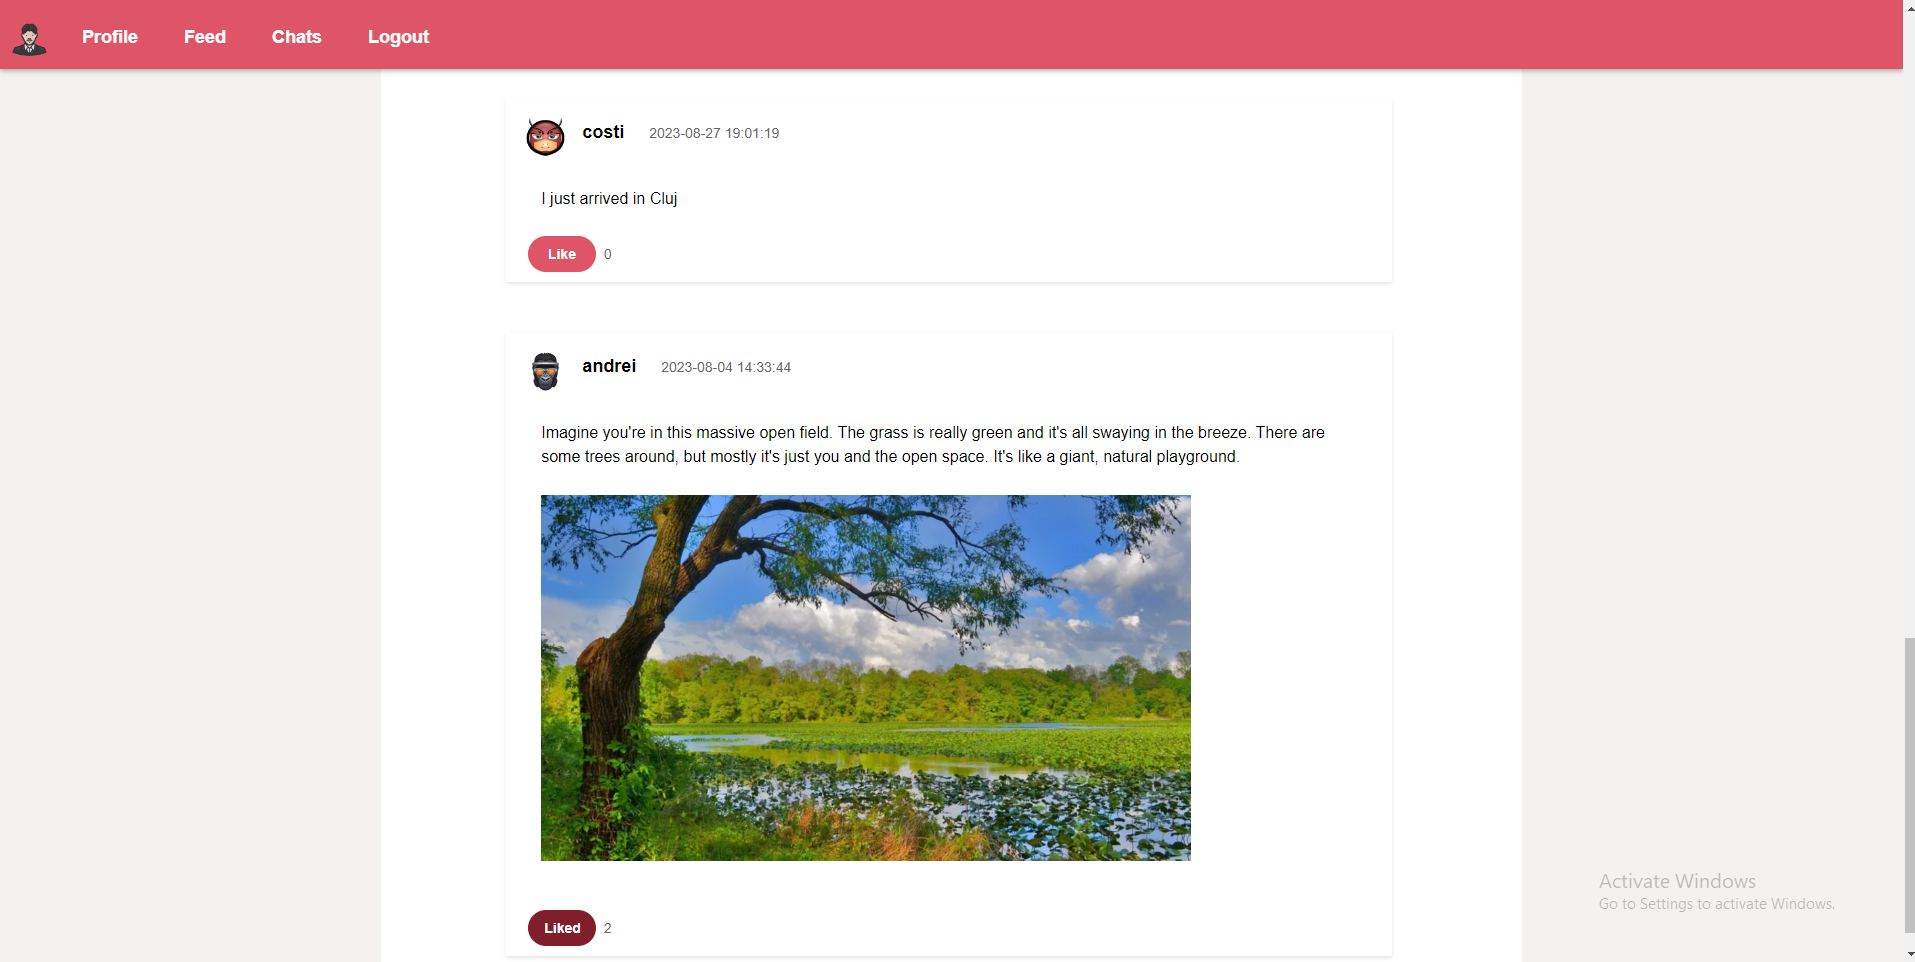 Profile Feed Chats Logout
costi 2023-08-27 19:01:19
I just arrived in Cluj
Like 0
andrei 2023-08-04 14:33:44
Imagine you're in this massive open field. The grass is really green and it's all swaying in the breeze. There are
some trees around, but mostly it's just you and the open space. It's like a giant, natural playground.
Liked 2
Activate Windows
Go to Settings to activate Windows.